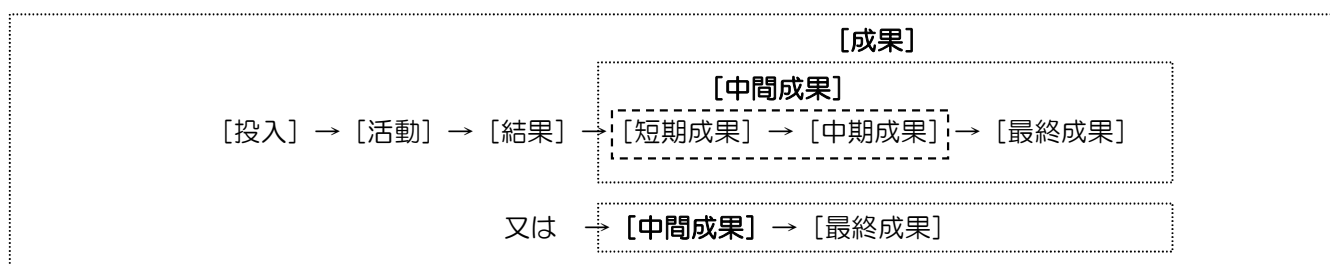 [成果]
[中間成果]
[投入] → [活動] → [結果] → [短期成果] → [中期成果] → [最終成果]
又は → [中間成果] → [最終成果]